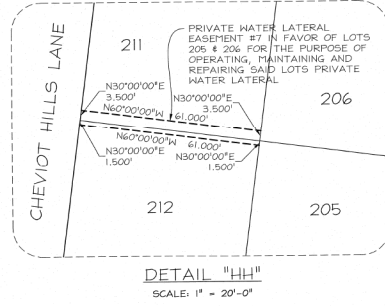 CHEVIOT HILLS LANE
211
PRIVATE WATER LATERAL
EASEMENT #7 IN FAVOR OF LOTS
205 & 206 FOR THE PURPOSE OF
OPERATING, MAINTAINING AND
REPAIRING SAID LOTS PRIVATE
WATER LATERAL
206
N30°00'00"E
3.500'
N30°00'00"E
3.500'
N60°00'00"W 61.000'
N60°00'00"W 61.000'
N30°00'00"E
1.500'
N30°00'00"E
1.500'
212
205
DETAIL "HH"
SCALE: 1" = 20'-0"